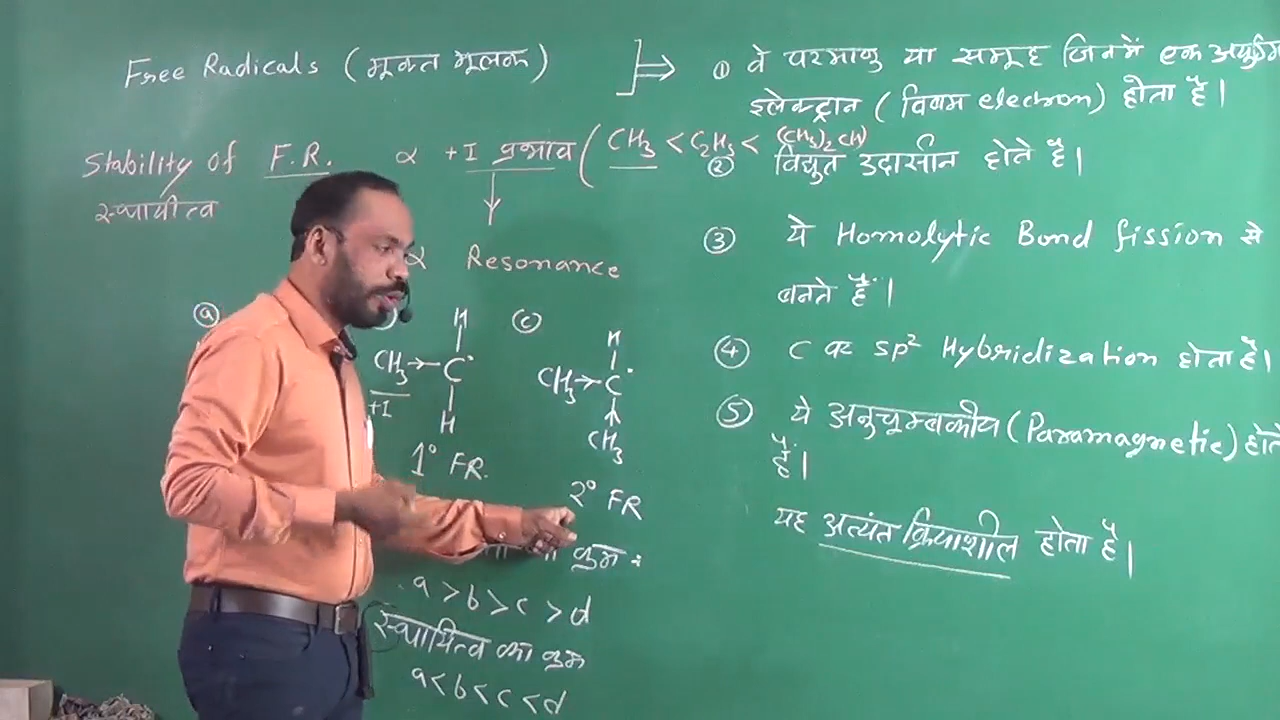 Free Radicals (मूक्त मूलक)
Stability of F.R. ∝ +I प्रभाव ( CH3 < C2H5 < (CH3)2 CH)
स्थायीत्व
∝ Resonance
ⓐ
ⓒ
H
CH3→C·
+I
H
1° FR.
H
CH3→C·
CH3
2° FR
क्रम :
a > b > c > d
स्थायित्व का क्रम
a < b < c < d
① वे परमाणु या समूह जिनमें एक
इलेक्ट्रान ( विषम electron) होता है।
② विद्युत उदासीन होते है।
③ ये Homolytic Bond fission से
बनते हैं।
④ C का sp² Hybridization होता है।
⑤ ये अनुचूम्बकीय (Paramagnetic) होते
हैं।
यह अत्यंत क्रियाशील होता है।